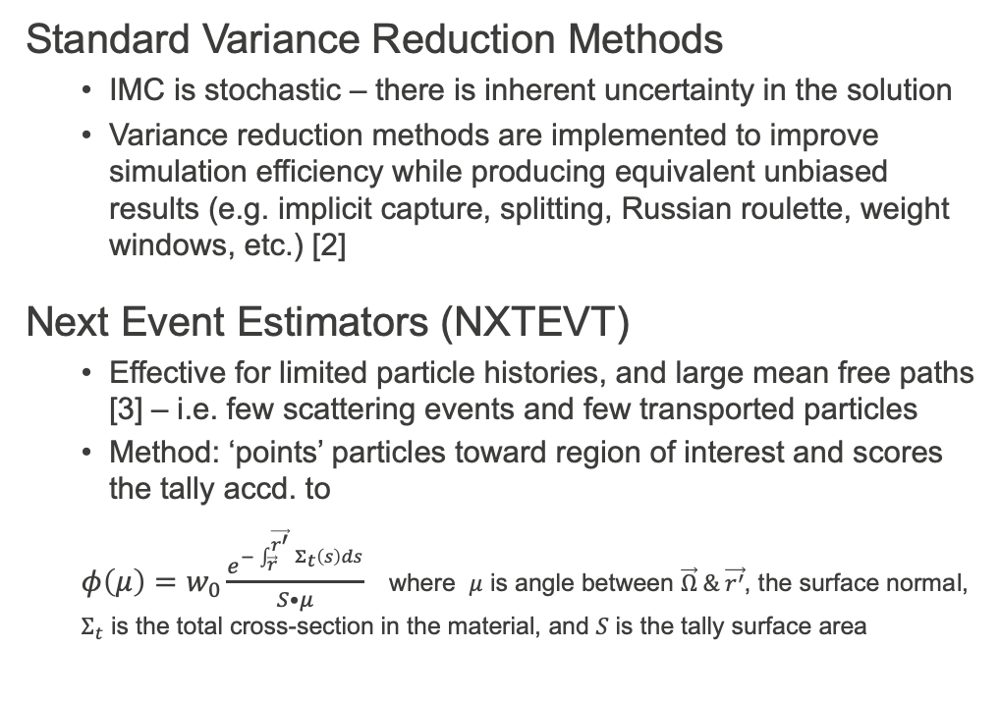 Standard Variance Reduction Methods
• IMC is stochastic – there is inherent uncertainty in the solution
• Variance reduction methods are implemented to improve
simulation efficiency while producing equivalent unbiased
results (e.g. implicit capture, splitting, Russian roulette, weight
windows, etc.) [2]
Next Event Estimators (NXTEVT)
• Effective for limited particle histories, and large mean free paths
[3] – i.e. few scattering events and few transported particles
• Method: ‘points’ particles toward region of interest and scores
the tally accd. to
$\phi(\mu) = w_0 \frac{e^{-\int_{\vec{r}}^{\vec{r'}} \Sigma_t(s)ds}}{S \bullet \mu}$ where μ is angle between $\vec{\Omega}$ & $\vec{r'}$, the surface normal,
$\Sigma_t$ is the total cross-section in the material, and $S$ is the tally surface area